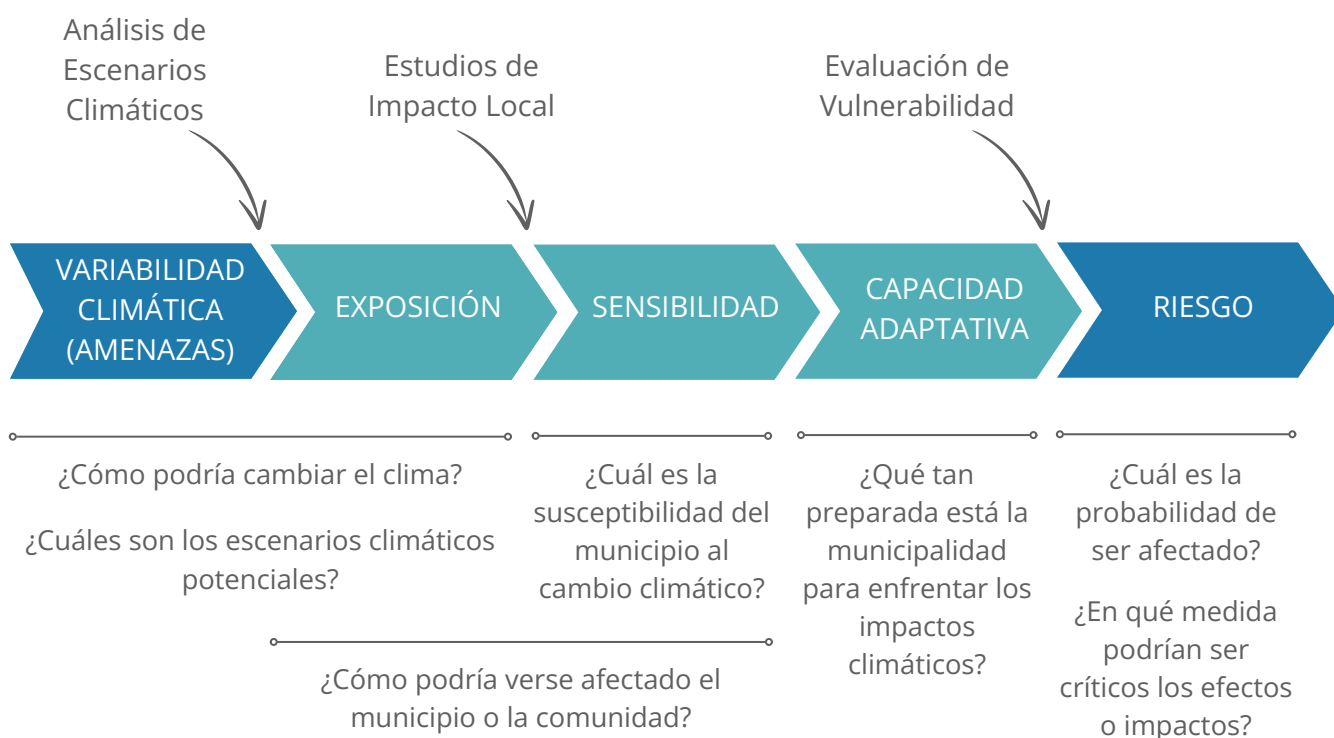 Análisis de
Escenarios
Climáticos
Estudios de
Impacto Local
Evaluación de
Vulnerabilidad
VARIABILIDAD
CLIMÁTICA
(AMENAZAS)
EXPOSICIÓN
SENSIBILIDAD
CAPACIDAD
ADAPTATIVA
RIESGO
¿Cómo podría cambiar el clima?
¿Cuáles son los escenarios climáticos
potenciales?
¿Cuál es la
susceptibilidad del
municipio al
cambio climático?
¿Cómo podría verse afectado el
municipio o la comunidad?
¿Qué tan
preparada está la
municipalidad
para enfrentar los
impactos
climáticos?
¿Cuál es la
probabilidad de
ser afectado?
¿En qué medida
podrían ser
críticos los efectos
o impactos?